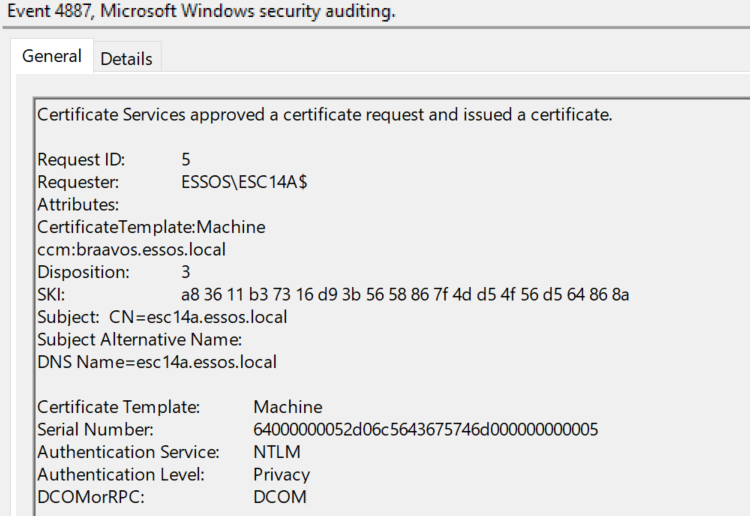 Event 4887, Microsoft Windows security auditing.
General Details
Certificate Services approved a certificate request and issued a certificate.
Request ID: 5
Requester: ESSOS\ESC14A$
Attributes:
CertificateTemplate:Machine
ccm:braavos.essos.local
Disposition: 3
SKI: a8 36 11 b3 73 16 d9 3b 56 58 86 7f 4d d5 4f 56 d5 64 86 8a
Subject: CN=esc14a.essos.local
Subject Alternative Name:
DNS Name=esc14a.essos.local
Certificate Template: Machine
Serial Number: 64000000052d06c5643675746d000000000005
Authentication Service: NTLM
Authentication Level: Privacy
DCOMorRPC: DCOM